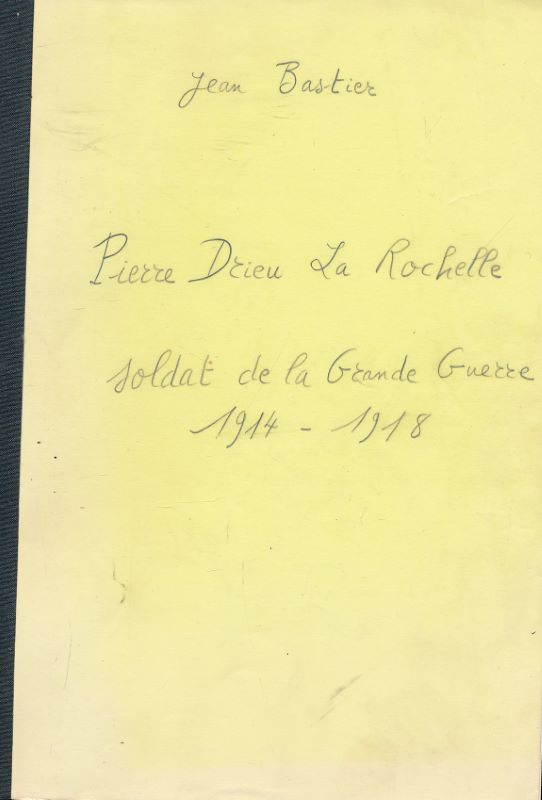 Jean Bastier
Pierre Drieu La Rochelle
soldat de la Grande Guerre
1914 - 1918